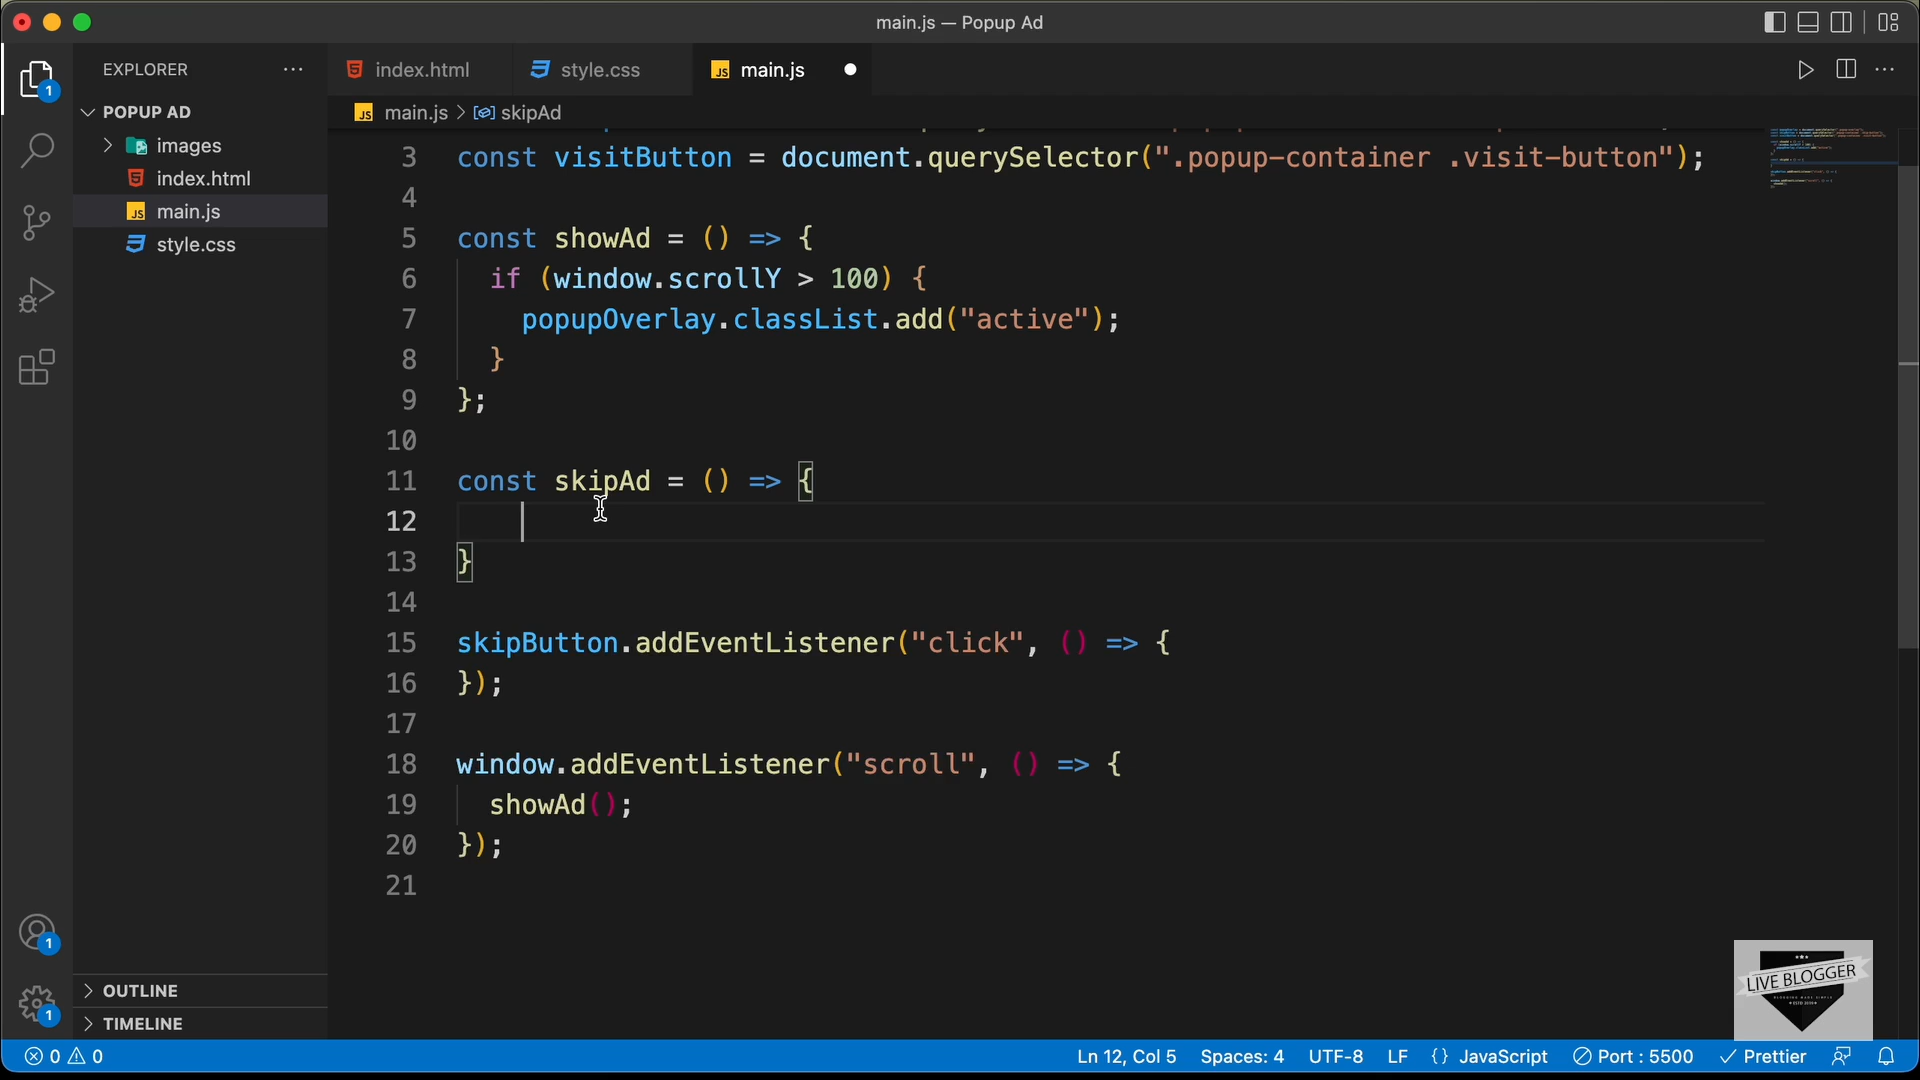 main.js — Popup Ad
EXPLORER
index.html
style.css
main.js
POPUP AD
main.js > skipAd
images
index.html
main.js
style.css
3 const visitButton = document.querySelector(".popup-container .visit-button");
4
5 const showAd = () => {
6 if (window.scrollY > 100) {
7 popupOverlay.classList.add("active");
8 }
9 };
10
11 const skipAd = () => {
12
13 }
14
15 skipButton.addEventListener("click", () => {
16 });
17
18 window.addEventListener("scroll", () => {
19 showAd();
20 });
21
1
1
1
OUTLINE
TIMELINE
LIVE BLOGGER
0 0
Ln 12, Col 5 Spaces: 4 UTF-8 LF {} JavaScript Port : 5500 Prettier